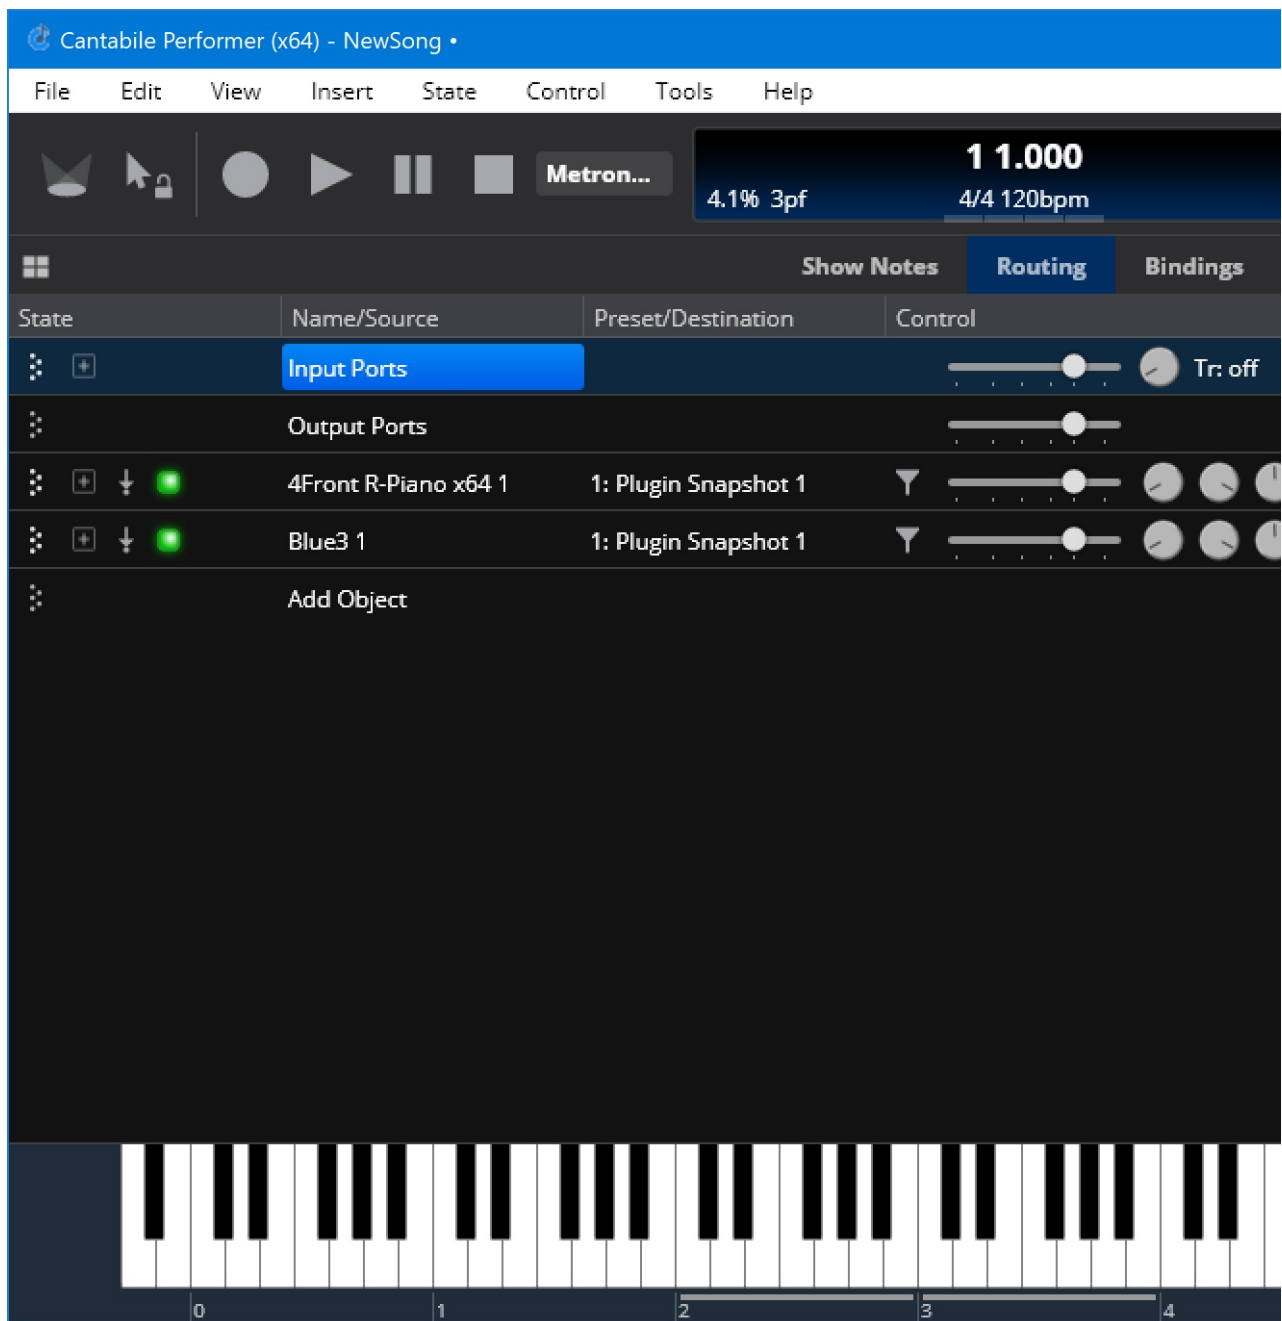 Cantabile Performer (x64) - NewSong •
File Edit View Insert State Control Tools Help
Metron...
1 1.000
4.1% 3pf 4/4 120bpm
Show Notes Routing Bindings
State Name/Source Preset/Destination Control
Input Ports Tr: off
Output Ports
4Front R-Piano x64 1 1: Plugin Snapshot 1
Blue3 1 1: Plugin Snapshot 1
Add Object
0 1 2 3 4